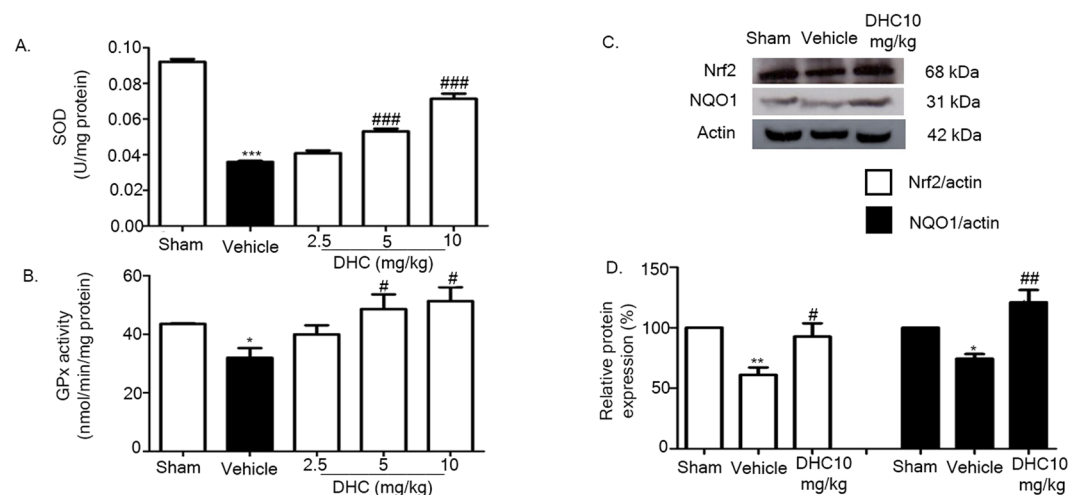 A.
0.10
0.08
0.06
0.04
0.02
0.00
SOD
(U/mg protein)
***
###
###
Sham
Vehicle
2.5
5
10
DHC (mg/kg)
B.
60
40
20
0
GPx activity
(nmol/min/mg protein)
*
#
#
Sham
Vehicle
2.5
5
10
DHC (mg/kg)
C.
Sham Vehicle DHC10
mg/kg
Nrf2 68 kDa
NQO1 31 kDa
Actin 42 kDa
Nrf2/actin
NQO1/actin
D.
150
100
50
0
Relative protein
expression (%)
**
#
*
##
Sham Vehicle DHC10
mg/kg
Sham Vehicle DHC10
mg/kg